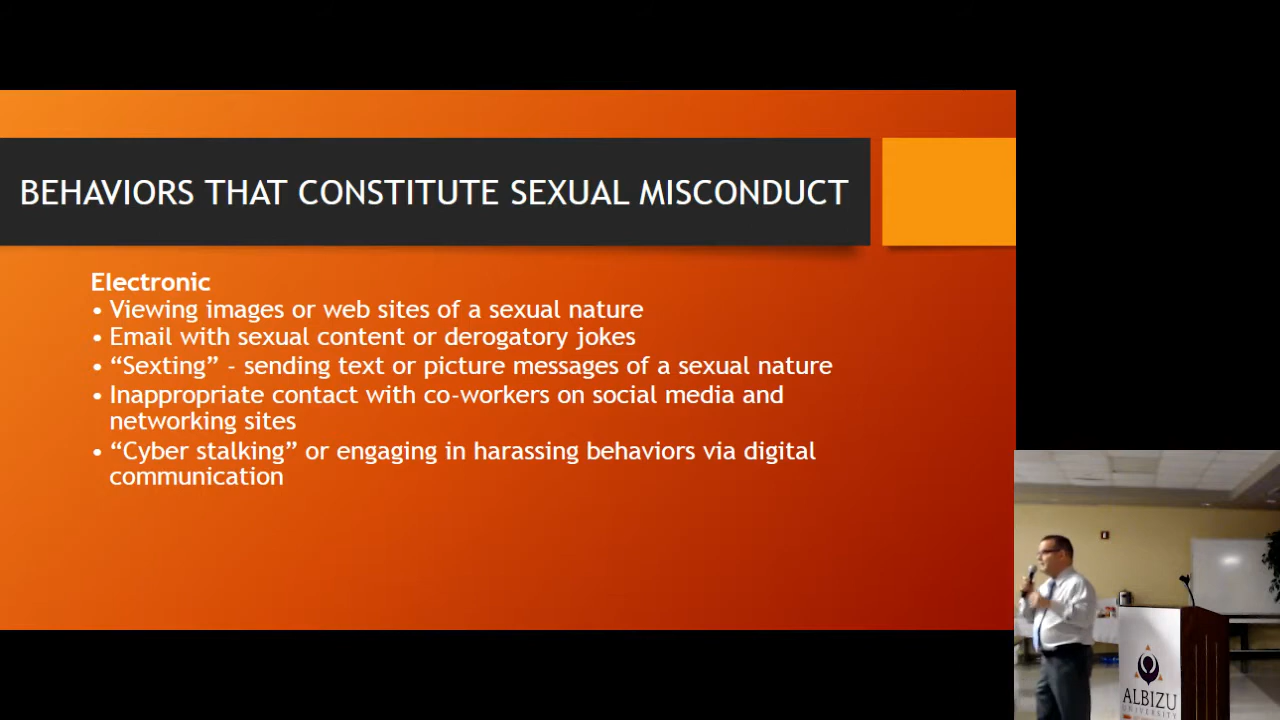 BEHAVIORS THAT CONSTITUTE SEXUAL MISCONDUCT
Electronic
• Viewing images or web sites of a sexual nature
• Email with sexual content or derogatory jokes
• “Sexting” - sending text or picture messages of a sexual nature
• Inappropriate contact with co-workers on social media and
networking sites
• “Cyber stalking” or engaging in harassing behaviors via digital
communication
ALBIZU
UNIVERSITY